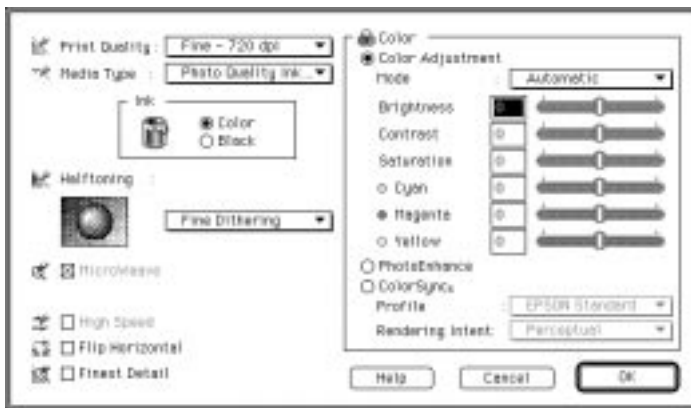 Print Quality : Fine - 720 dpi
Media Type : Photo Quality Ink...
Ink
Color
Black
Halftoning :
Fine Dithering
MicroWeave
High Speed
Flip Horizontal
Finest Detail
Color
Color Adjustment
Mode : Automatic
Brightness 0
Contrast 0
Saturation 0
Cyan 0
Magenta 0
Yellow 0
PhotoEnhance
ColorSync
Profile : EPSON Standard
Rendering Intent: Perceptual
Help
Cancel
OK